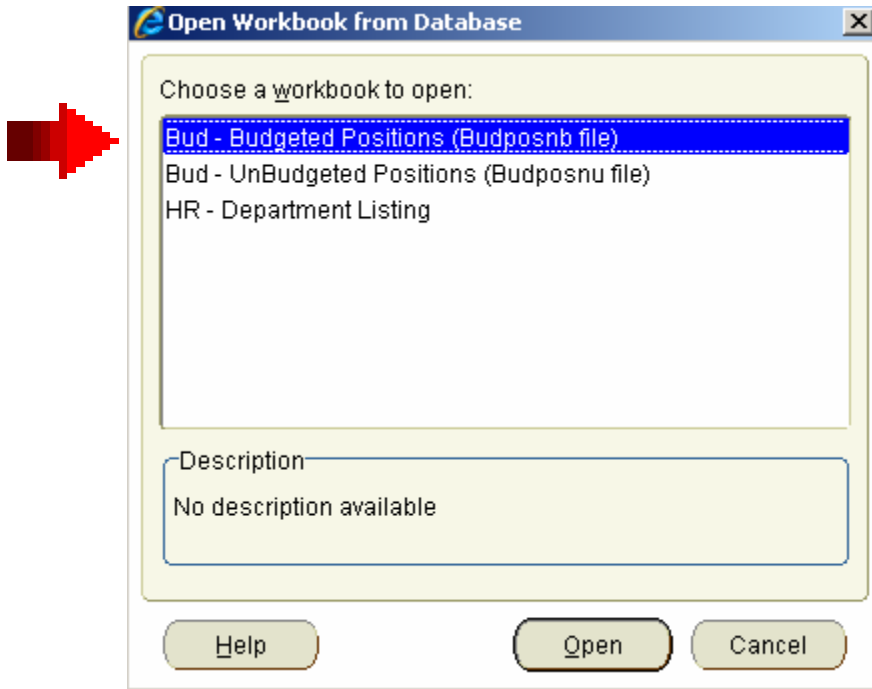 Open Workbook from Database
Choose a workbook to open:
Bud - Budgeted Positions (Budposnb file)
Bud - UnBudgeted Positions (Budposnu file)
HR - Department Listing
Description
No description available
Help
Open
Cancel